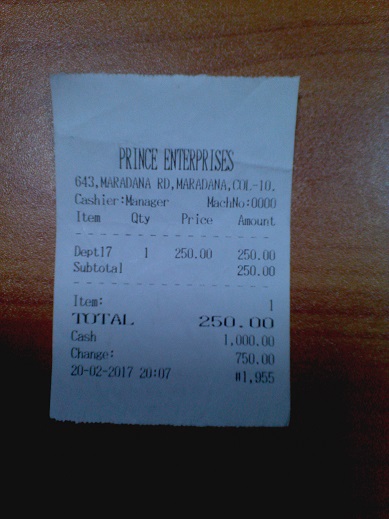 PRINCE ENTERPRISES
643,MARADANA RD,MARADANA,COL-10.
Cashier:Manager MachNo:0000
Item Qty Price Amount
Dept17 1 250.00 250.00
Subtotal 250.00
Item: 1
TOTAL 250.00
Cash 1,000.00
Change: 750.00
20-02-2017 20:07 #1,955